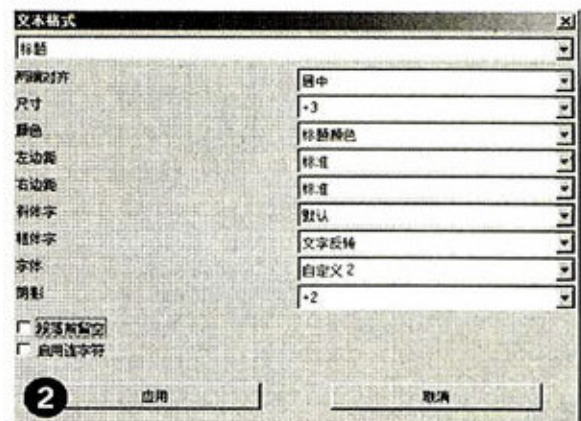 文本格式
标题
两端对齐 居中
尺寸 +3
颜色 标题颜色
左边距 标准
右边距 标准
斜体字 默认
粗体字 文字反转
字体 自定义 2
阴影 +2
段落前留空
启用连字符
2 应用 取消